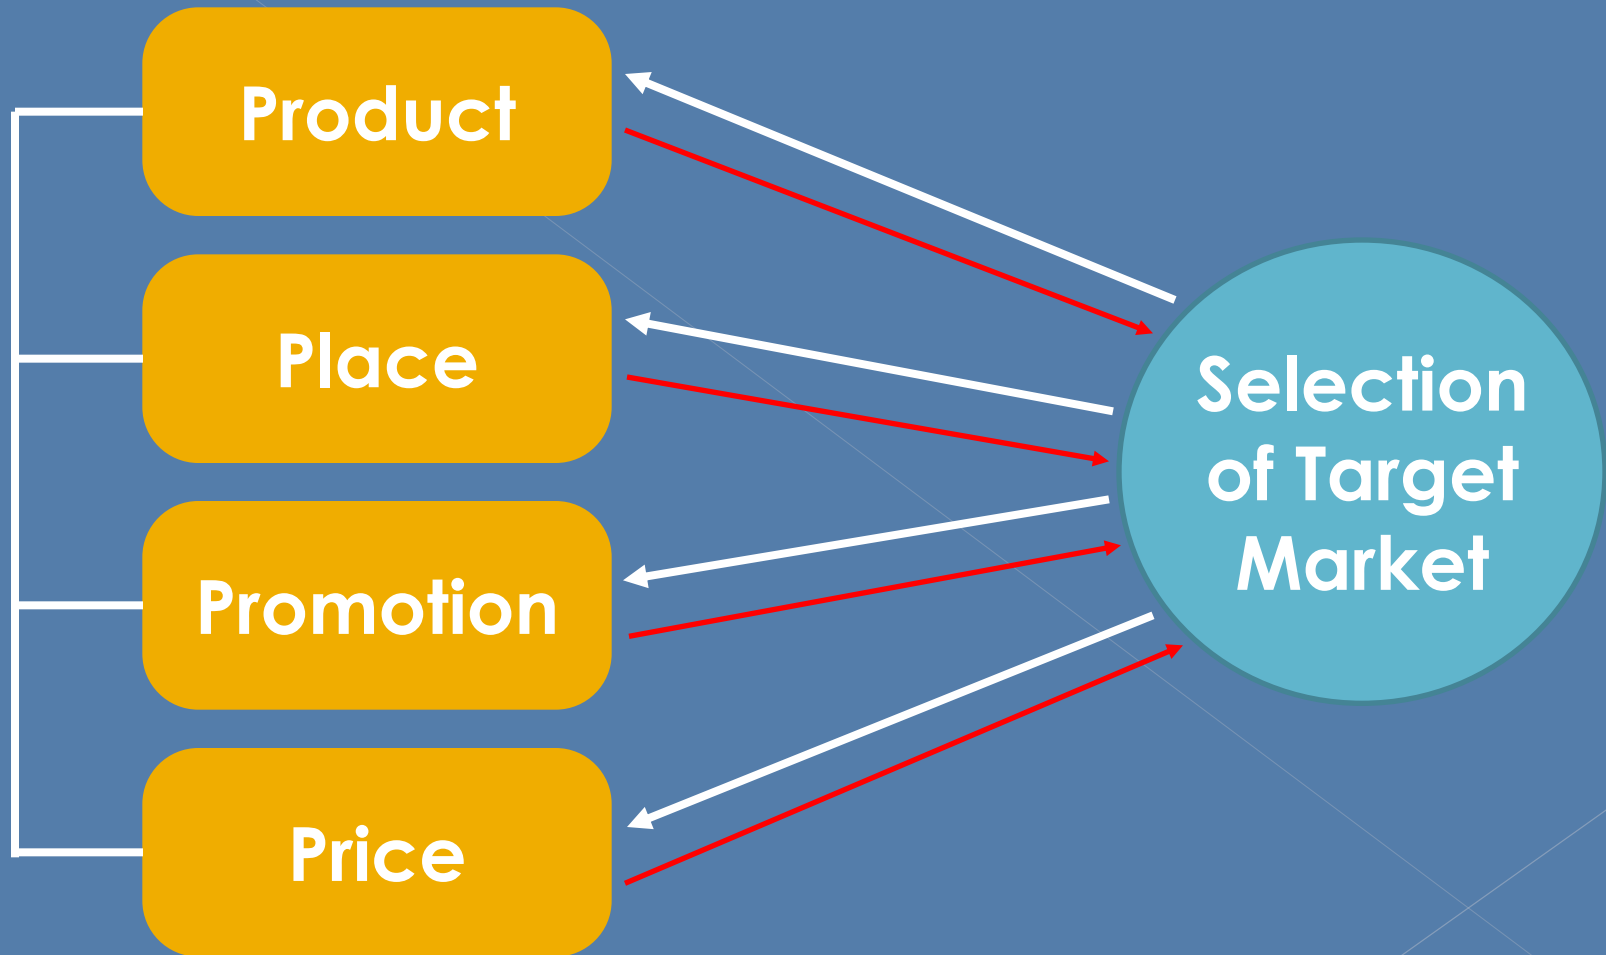 Product
Place
Promotion
Price
Selection
of Target
Market